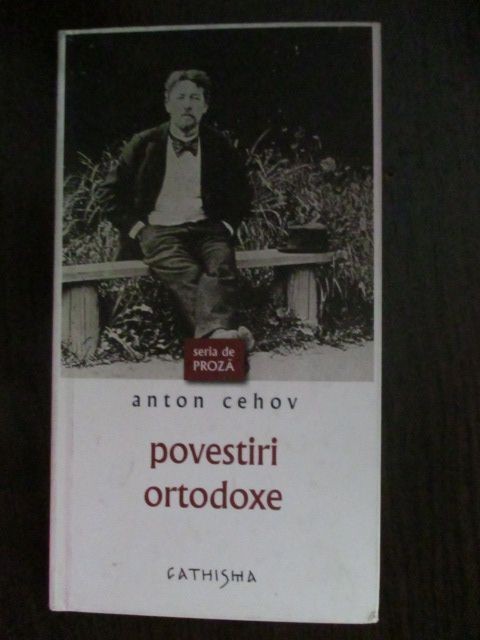 seria de
PROZĂ
anton cehov
povestiri
ortodoxe
CATHISMA